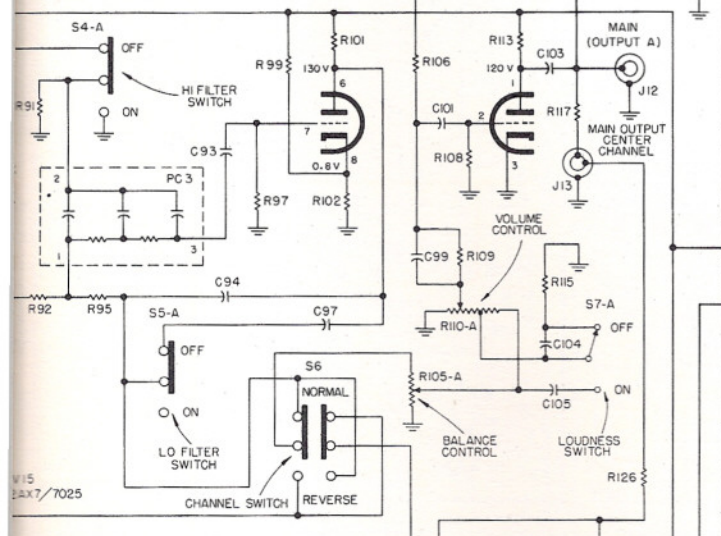 S4-A
OFF
HI FILTER
SWITCH
ON
R91
C93
2
PC3
1
3
R92
R95
C94
S5-A
OFF
C97
ON
LO FILTER
SWITCH
V15
2AX7/7025
R99
R101
130V
6
7
8
0.8V
R97
R102
S6
NORMAL
REVERSE
CHANNEL SWITCH
R106
C101
R108
R113
120V
1
2
3
C103
MAIN
(OUTPUT A)
J12
R117
MAIN OUTPUT
CENTER
CHANNEL
J13
VOLUME
CONTROL
C99
R109
R110-A
R115
S7-A
OFF
C104
R105-A
C105
ON
BALANCE
CONTROL
LOUDNESS
SWITCH
R126